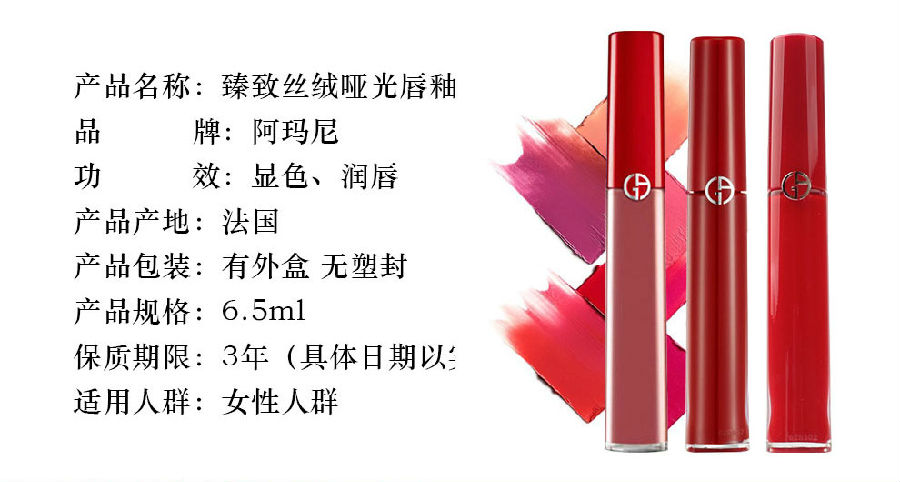 产品名称：臻致丝绒哑光唇釉
品 牌：阿玛尼
功 效：显色、润唇
产品产地：法国
产品包装：有外盒 无塑封
产品规格：6.5ml
保质期限：3年（具体日期以
适用人群：女性人群